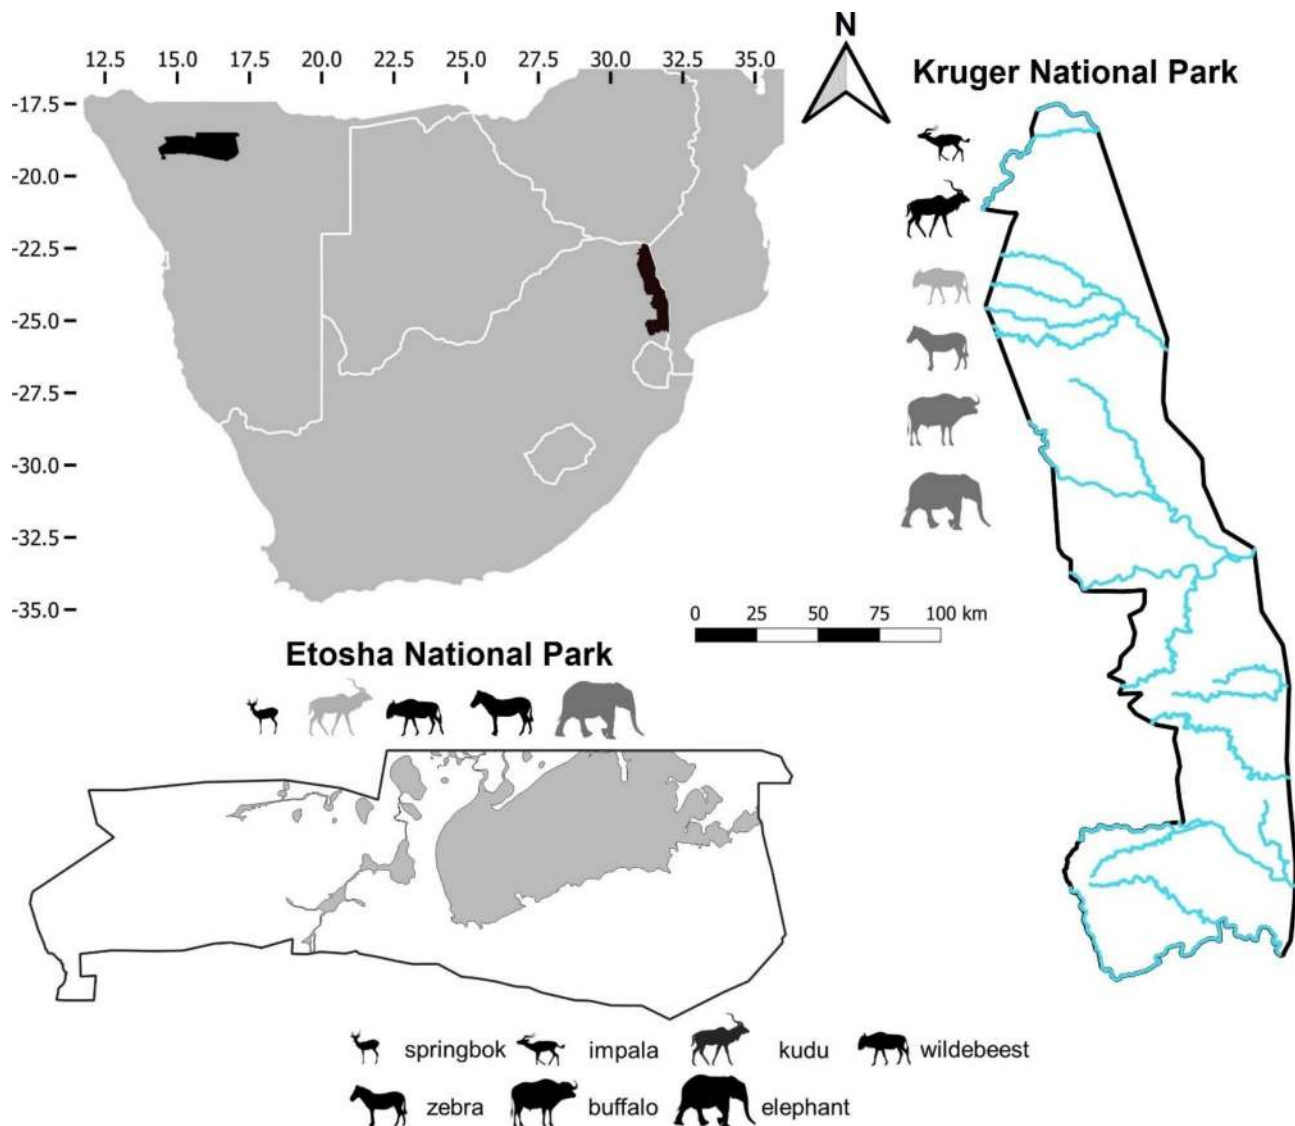 N
12.5 15.0 17.5 20.0 22.5 25.0 27.5 30.0 32.5 35.0
Kruger National Park
-17.5
-20.0
-22.5
-25.0
-27.5
-30.0
-32.5
-35.0
0 25 50 75 100 km
Etosha National Park
springbok impala kudu wildebeest
zebra buffalo elephant